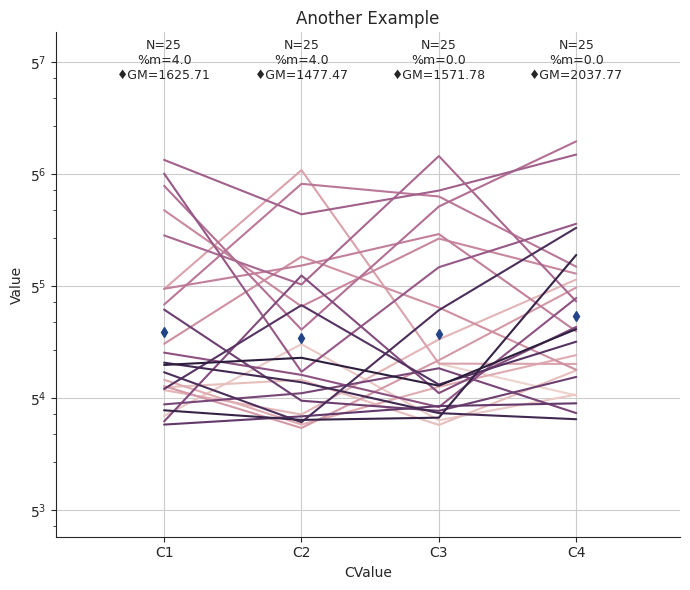 Another Example
N=25 N=25 N=25 N=25
%m=4.0 %m=4.0 %m=0.0 %m=0.0
♦GM=1625.71 ♦GM=1477.47 ♦GM=1571.78 ♦GM=2037.77
5⁷
5⁶
5⁵
5⁴
5³
Value
C1 C2 C3 C4
CValue